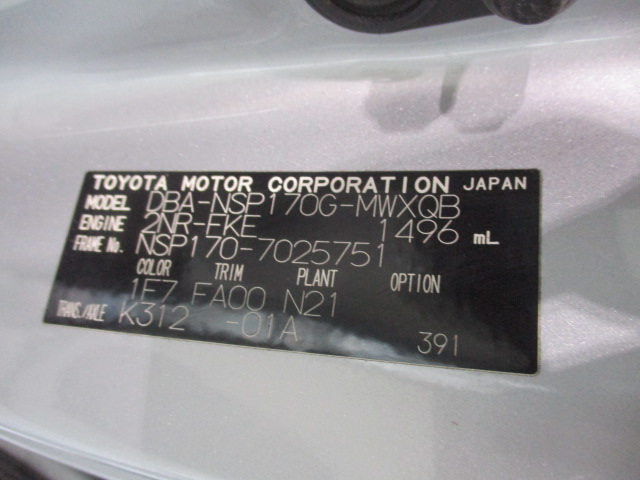 TOYOTA MOTOR CORPORATION JAPAN
MODEL DBA-NSP170G-MWXQB
ENGINE 2NR-FKE 1496 mL
FRAME No. NSP170-7025751
COLOR TRIM PLANT OPTION
1F7 FA00 N21
TRANS./AXLE K312 -01A
391